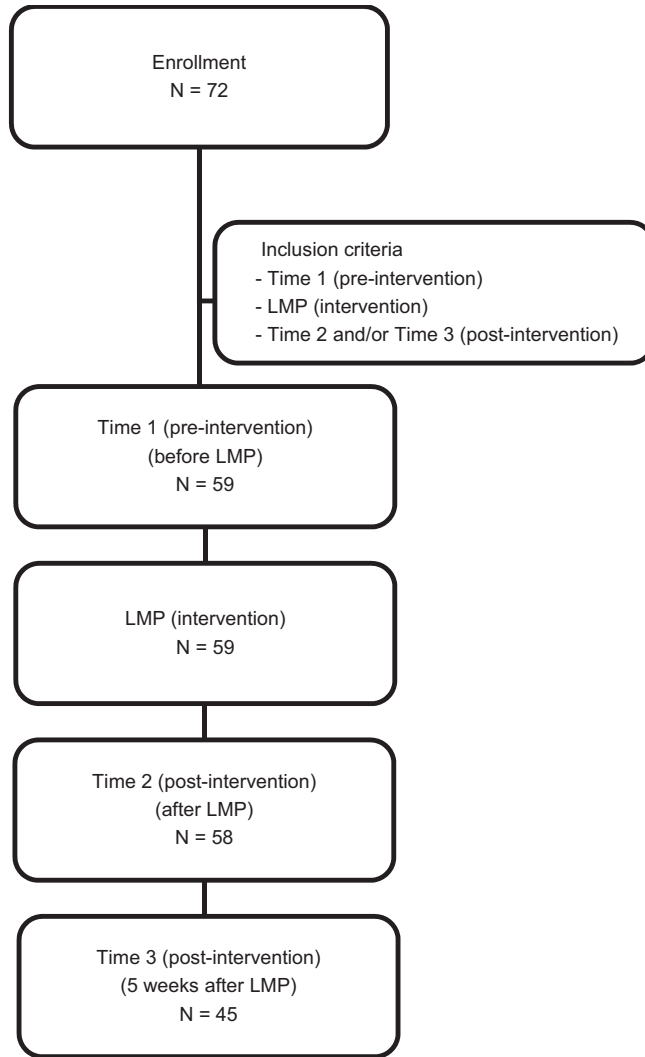 Enrollment
N = 72
Inclusion criteria
- Time 1 (pre-intervention)
- LMP (intervention)
- Time 2 and/or Time 3 (post-intervention)
Time 1 (pre-intervention)
(before LMP)
N = 59
LMP (intervention)
N = 59
Time 2 (post-intervention)
(after LMP)
N = 58
Time 3 (post-intervention)
(5 weeks after LMP)
N = 45